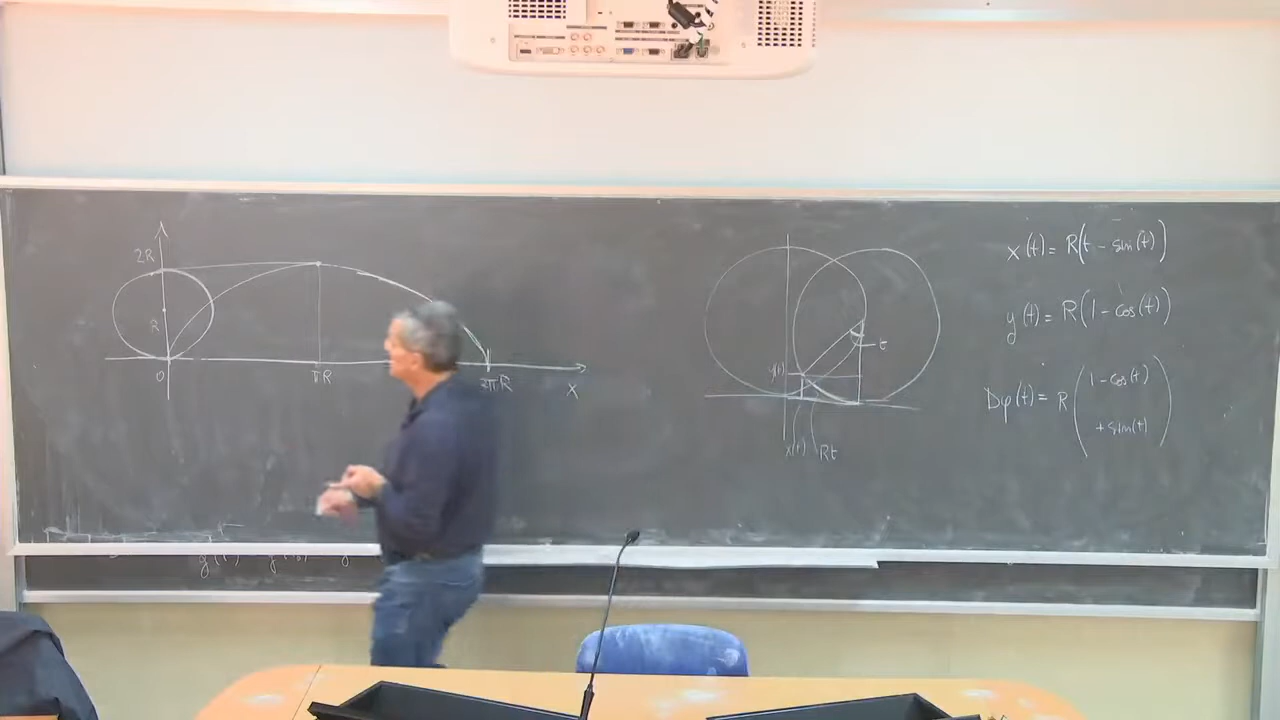 2R
R
0
πR
2πR
x
y(t)
t
x(t) Rt
x(t) = R(t - sin(t))
y(t) = R(1 - cos(t))
Dφ(t) = R (1 - cos(t)
+ sin(t))